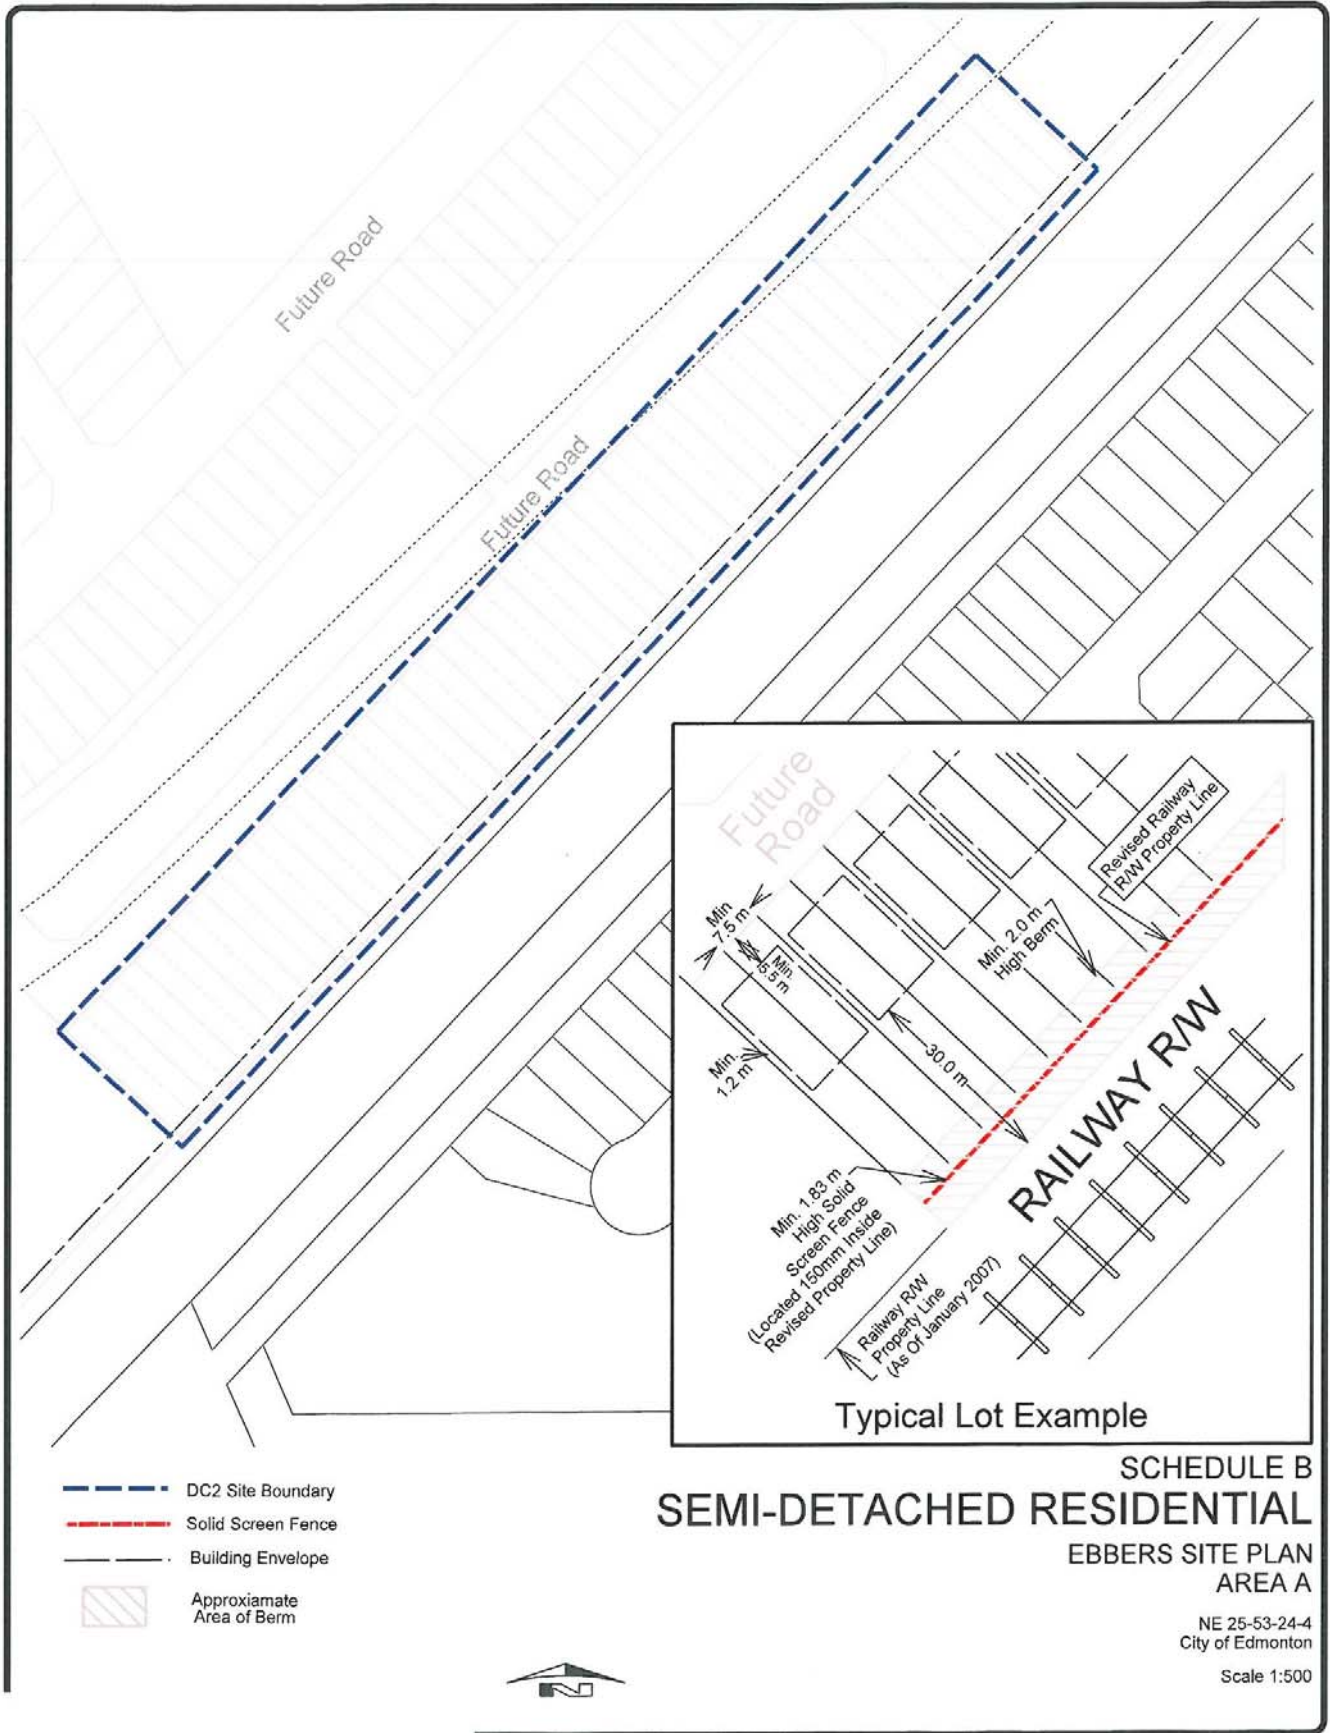 Future Road
Future Road
Future
Road
Revised Railway
R/W Property Line
Min
7.5 m
Min.
5.5 m
Min. 2.0 m
High Berm
Min.
1.2 m
30.0 m
RAILWAY R/W
Min. 1.83 m
High Solid
Screen Fence
(Located 150mm Inside
Revised Property Line)
Railway R/W
Property Line
(As Of January 2007)
Typical Lot Example
DC2 Site Boundary
Solid Screen Fence
Building Envelope
Approxiamate
Area of Berm
SCHEDULE B
SEMI-DETACHED RESIDENTIAL
EBBERS SITE PLAN
AREA A
NE 25-53-24-4
City of Edmonton
Scale 1:500
N